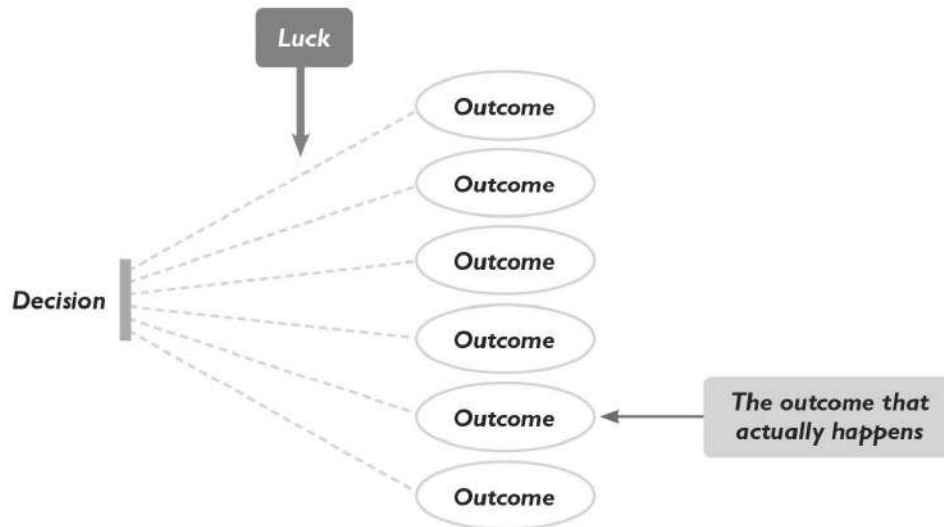 Luck
Outcome
Outcome
Outcome
Decision
Outcome
Outcome
The outcome that
actually happens
Outcome